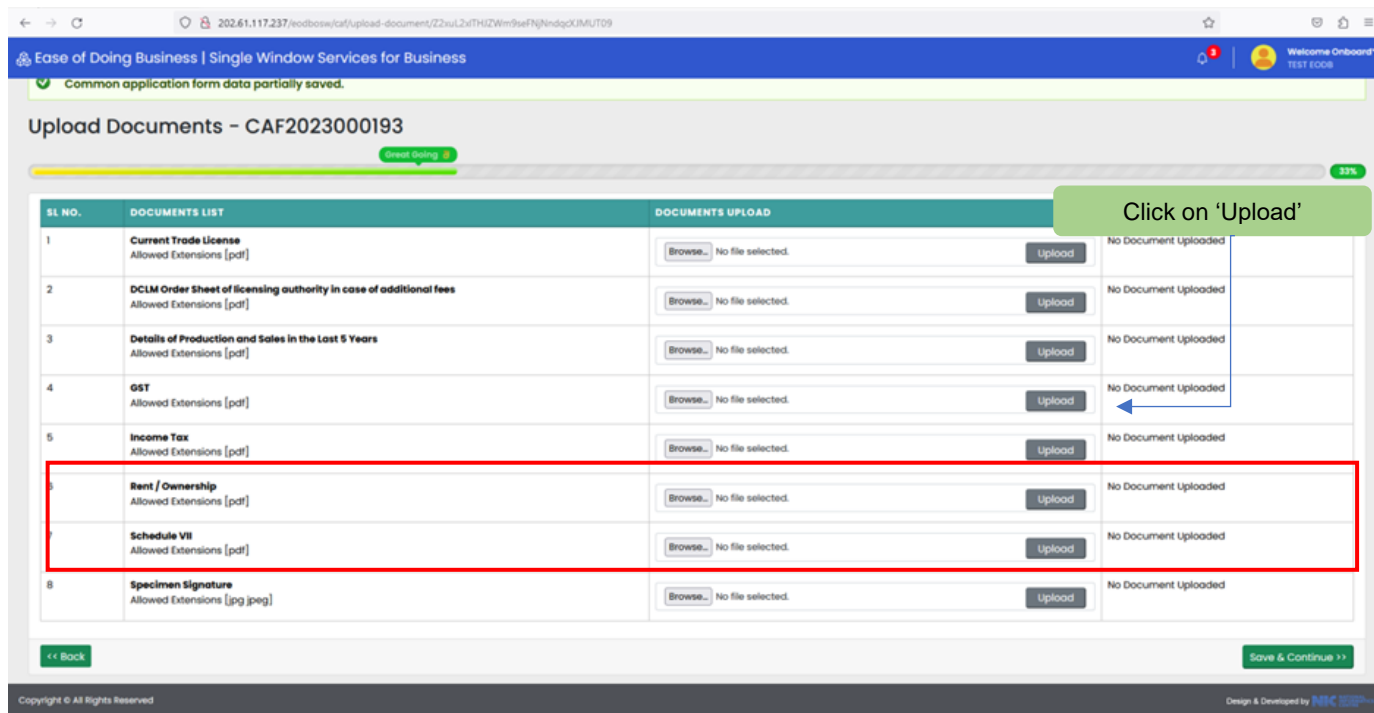 202.61.117.237/eodbosw/caf/upload-document/
Ease of Doing Business | Single Window Services for Business
3
Welcome Onboard
TEST EODB
Common application form data partially saved.
Upload Documents - CAF2023000193
Great Going
33%
Click on ‘Upload’
SL NO. DOCUMENTS LIST DOCUMENTS UPLOAD
1 Current Trade License Browse... No file selected. Upload No Document Uploaded
Allowed Extensions [pdf]
2 DCLM Order Sheet of licensing authority in case of additional fees Browse... No file selected. Upload No Document Uploaded
Allowed Extensions [pdf]
3 Details of Production and Sales in the Last 5 Years Browse... No file selected. Upload No Document Uploaded
Allowed Extensions [pdf]
4 GST Browse... No file selected. Upload No Document Uploaded
Allowed Extensions [pdf]
5 Income Tax Browse... No file selected. Upload No Document Uploaded
Allowed Extensions [pdf]
Rent / Ownership Browse... No file selected. Upload No Document Uploaded
Allowed Extensions [pdf]
Schedule VII Browse... No file selected. Upload No Document Uploaded
Allowed Extensions [pdf]
8 Specimen Signature Browse... No file selected. Upload No Document Uploaded
Allowed Extensions [jpg jpeg]
<< Back Save & Continue >>
Copyright © All Rights Reserved Design & Developed by NIC